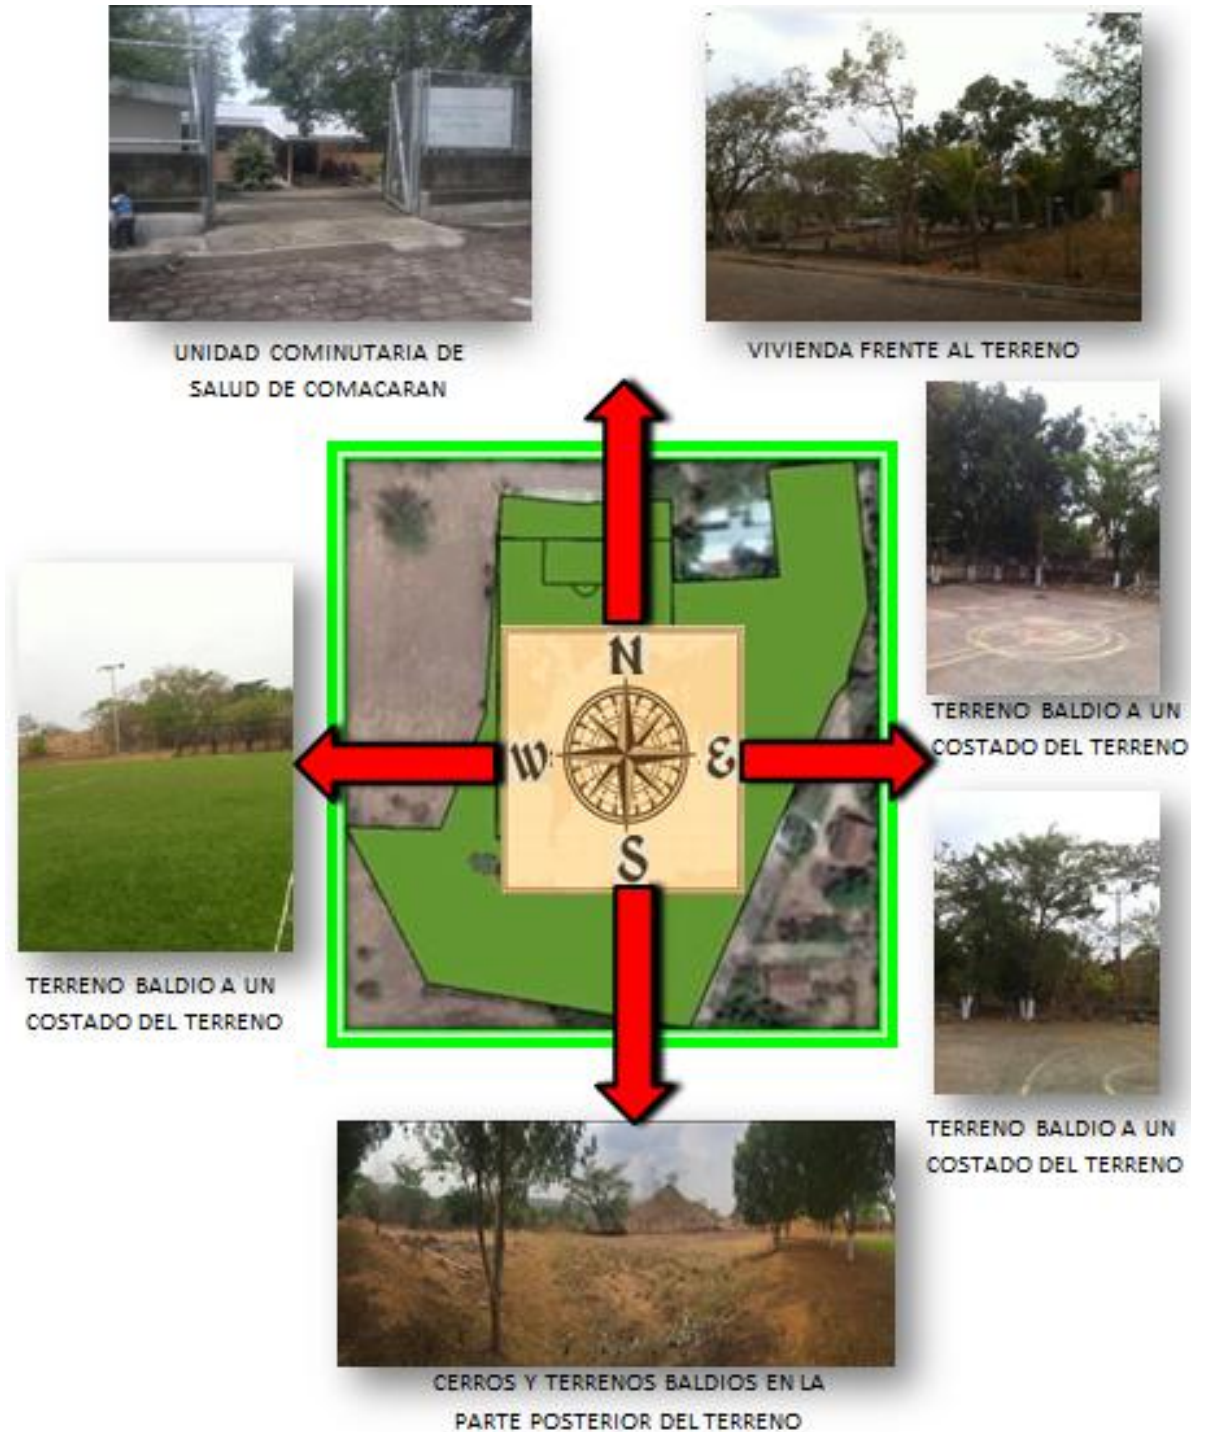 UNIDAD COMINUTARIA DE
SALUD DE COMACARAN
VIVIENDA FRENTE AL TERRENO
N
W
E
S
TERRENO BALDIO A UN
COSTADO DEL TERRENO
TERRENO BALDIO A UN
COSTADO DEL TERRENO
TERRENO BALDIO A UN
COSTADO DEL TERRENO
CERROS Y TERRENOS BALDIOS EN LA
PARTE POSTERIOR DEL TERRENO